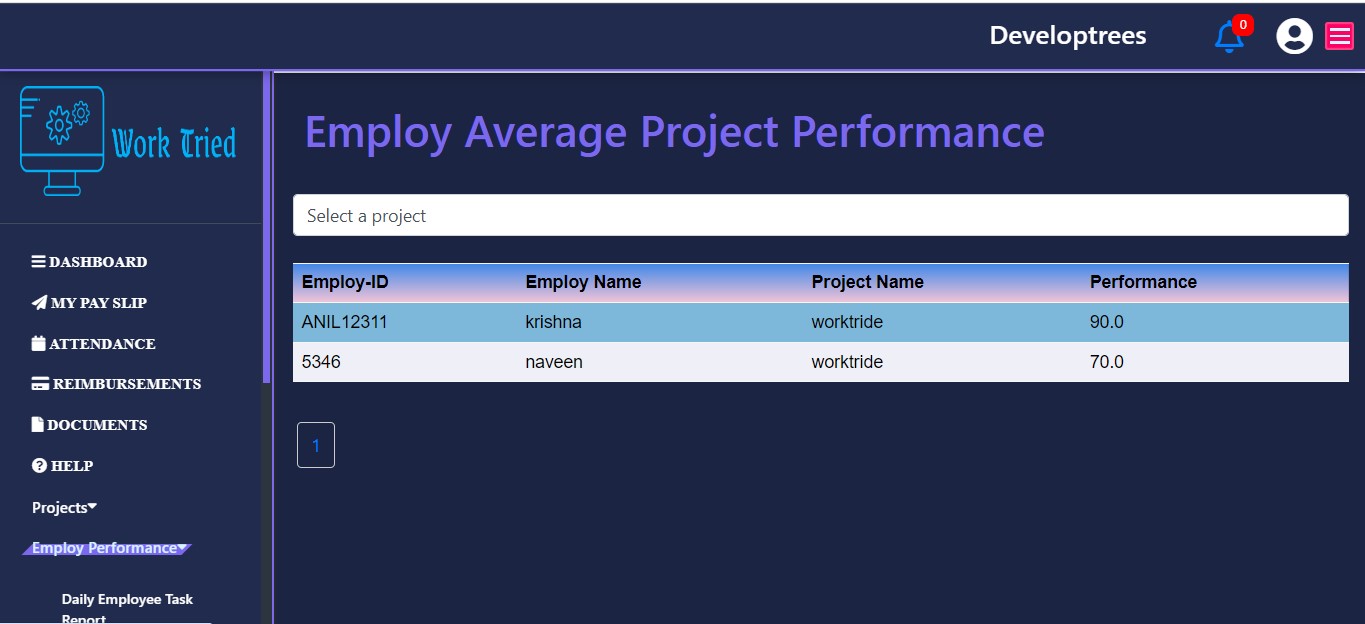 Developtrees
0
Work Tried
DASHBOARD
MY PAY SLIP
ATTENDANCE
REIMBURSEMENTS
DOCUMENTS
HELP
Projects
Employ Performance
Daily Employee Task
Report
Employ Average Project Performance
Select a project
Employ-ID Employ Name Project Name Performance
ANIL12311 krishna worktride 90.0
5346 naveen worktride 70.0
1